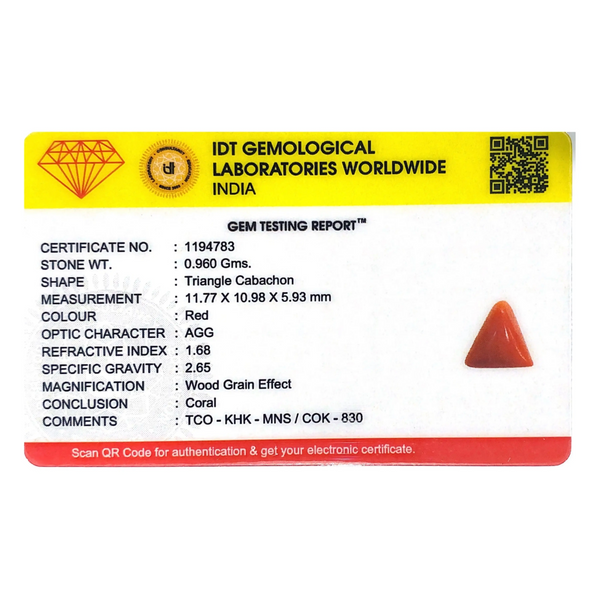 IDT GEMOLOGICAL
LABORATORIES WORLDWIDE
INDIA
GEM TESTING REPORT™
CERTIFICATE NO. : 1194783
STONE WT. : 0.960 Gms.
SHAPE : Triangle Cabachon
MEASUREMENT : 11.77 X 10.98 X 5.93 mm
COLOUR : Red
OPTIC CHARACTER : AGG
REFRACTIVE INDEX : 1.68
SPECIFIC GRAVITY : 2.65
MAGNIFICATION : Wood Grain Effect
CONCLUSION : Coral
COMMENTS : TCO - KHK - MNS / COK - 830
Scan QR Code for authentication & get your electronic certificate.